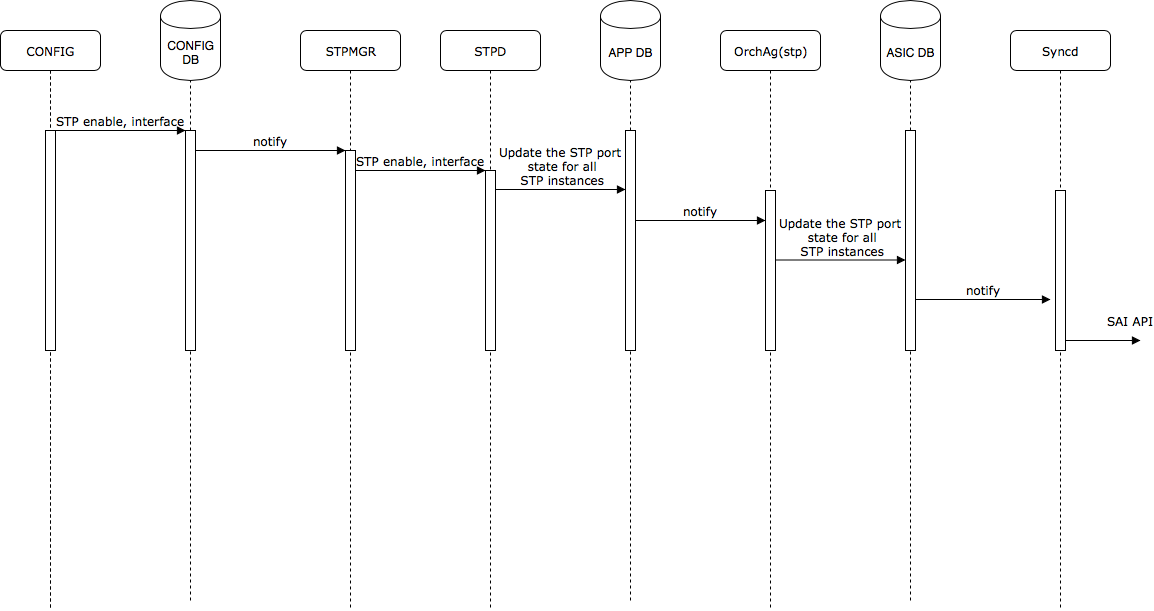 CONFIG
CONFIG
DB
STPMGR
STPD
APP DB
OrchAg(stp)
ASIC DB
Syncd
STP enable, interface
notify
STP enable, interface
Update the STP port
state for all
STP instances
notify
Update the STP port
state for all
STP instances
notify
SAI API